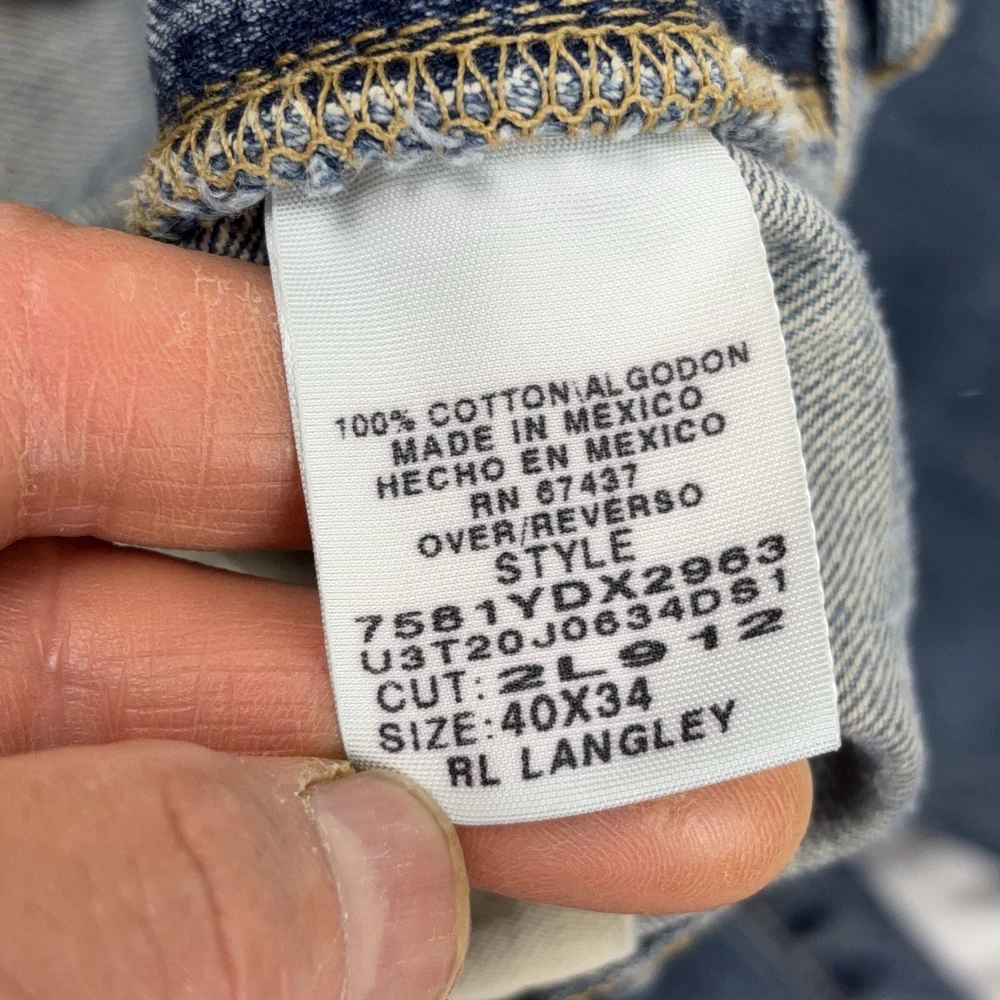 100% COTTON\ALGODON
MADE IN MEXICO
HECHO EN MEXICO
RN 67437
OVER/REVERSO
STYLE
7581YDX2963
U3T20J0634DS1
CUT: 2L912
SIZE: 40X34
RL LANGLEY